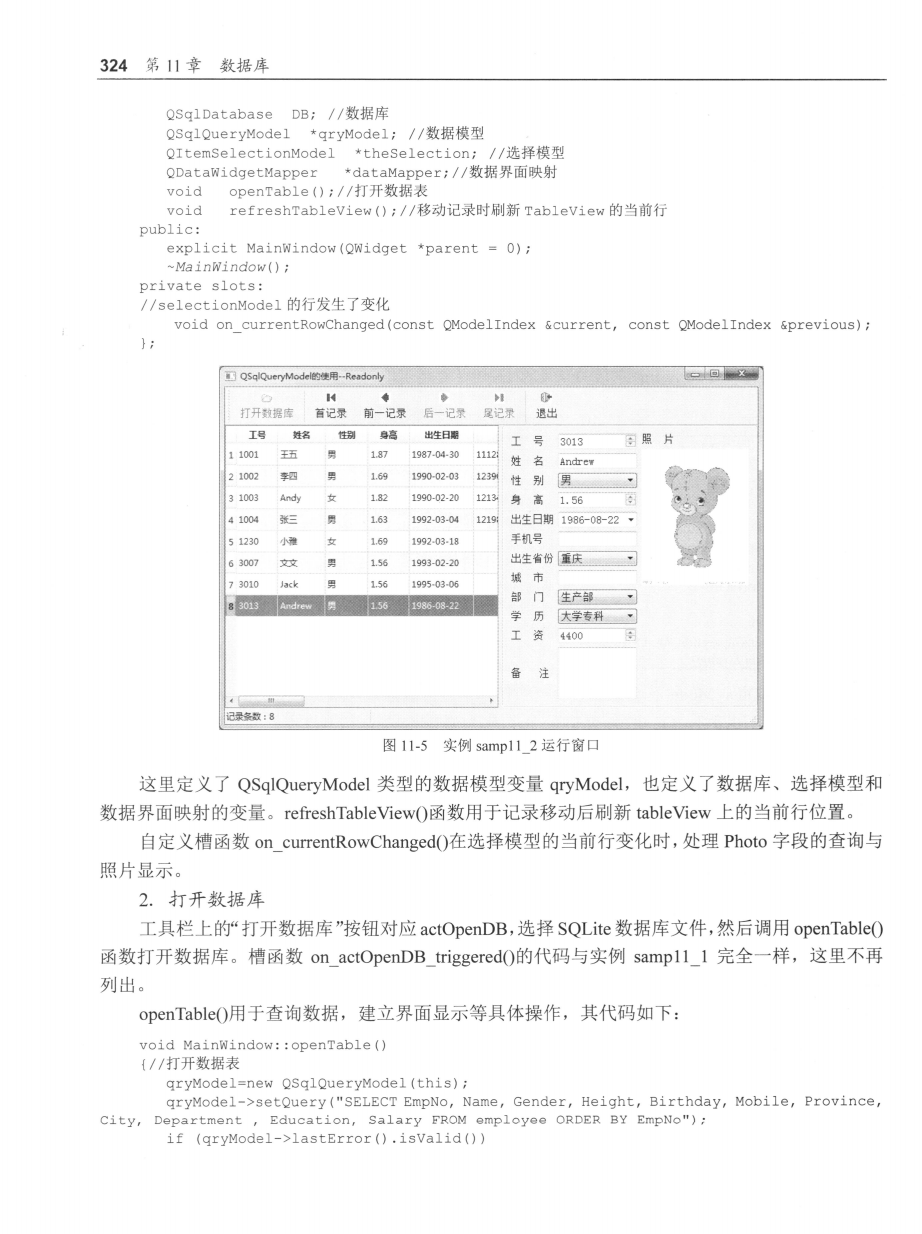 324 第 11 章 数据库
QSqlDatabase DB; //数据库
QSqlQueryModel *qryModel; //数据模型
QItemSelectionModel *theSelection; //选择模型
QDataWidgetMapper *dataMapper;//数据界面映射
void openTable();//打开数据表
void refreshTableView();//移动记录时刷新 TableView 的当前行
public:
explicit MainWindow(QWidget *parent = 0);
~MainWindow();
private slots:
//selectionModel 的行发生了变化
void on_currentRowChanged(const QModelIndex &current, const QModelIndex &previous);
};
QSqlQueryModel的使用--Readonly
打开数据库 首记录 前一记录 后一记录 尾记录 退出
工号 姓名 性别 身高 出生日期
1 1001 王五 男 1.87 1987-04-30 1112
2 1002 李四 男 1.69 1990-02-03 1239
3 1003 Andy 女 1.82 1990-02-20 1213
4 1004 张三 男 1.63 1992-03-04 1219
5 1230 小雅 女 1.69 1992-03-18
6 3007 文文 男 1.56 1993-02-20
7 3010 Jack 男 1.56 1995-03-06
8 3013 Andrew 男 1.56 1986-08-22
工 号 3013
姓 名 Andrew
性 别 男
身 高 1.56
出生日期 1986-08-22
手机号
出生省份 重庆
城 市
部 门 生产部
学 历 大学专科
工 资 4400
备 注
照 片
记录条数：8
图 11-5 实例 samp11_2 运行窗口
这里定义了 QSqlQueryModel 类型的数据模型变量 qryModel，也定义了数据库、选择模型和
数据界面映射的变量。refreshTableView()函数用于记录移动后刷新 tableView 上的当前行位置。
自定义槽函数 on_currentRowChanged()在选择模型的当前行变化时，处理 Photo 字段的查询与
照片显示。
2．打开数据库
工具栏上的“打开数据库”按钮对应 actOpenDB，选择 SQLite 数据库文件，然后调用 openTable()
函数打开数据库。槽函数 on_actOpenDB_triggered()的代码与实例 samp11_1 完全一样，这里不再
列出。
openTable()用于查询数据，建立界面显示等具体操作，其代码如下：
void MainWindow::openTable()
{//打开数据表
qryModel=new QSqlQueryModel(this);
qryModel->setQuery("SELECT EmpNo, Name, Gender, Height, Birthday, Mobile, Province,
City, Department , Education, Salary FROM employee ORDER BY EmpNo");
if (qryModel->lastError().isValid())